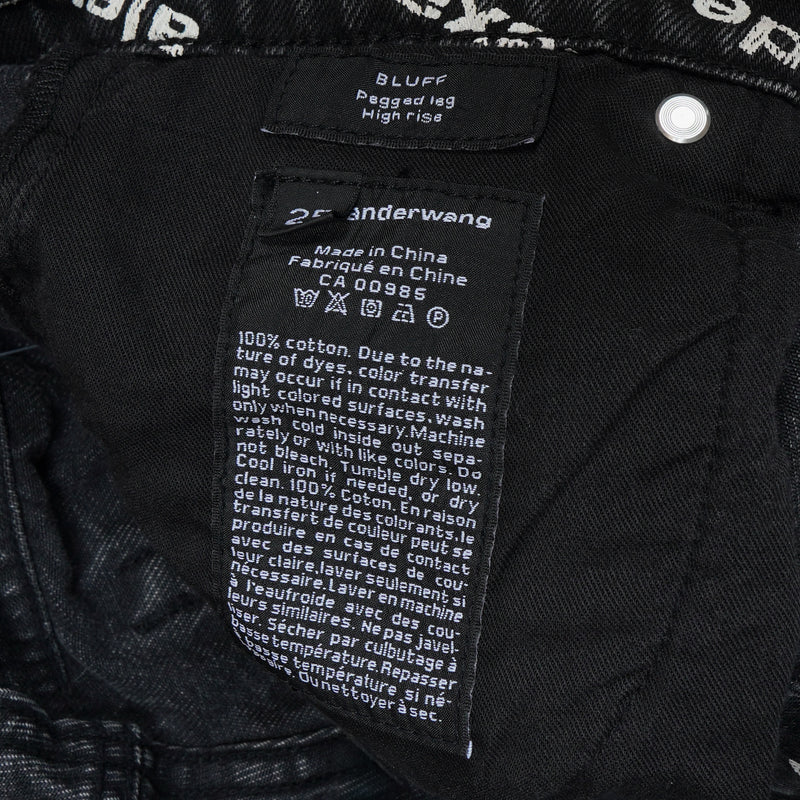 BLUFF
Pegged leg
High rise
25
anderwang
Made in China
Fabriqué en Chine
CA 00985
P
100% cotton. Due to the na-
ture of dyes, color transfer
may occur if in contact with
light colored surfaces. Wash
only when necessary. Machine
wash cold inside out sepa-
rately or with like colors. Do
not bleach. Tumble dry low.
Cool iron if needed, or dry
clean. 100% Coton. En raison
de la nature des colorants, le
transfert de couleur peut se
produire en cas de contact
avec des surfaces de cou-
leur claire, laver seulement si
nécessaire. Laver en machine
à l'eaufroide avec des cou-
leurs similaires. Ne pas javel-
liser. Sécher par culbutage à
basse température. Repasser
à basse température si né-
cessaire. Ou nettoyer à sec.